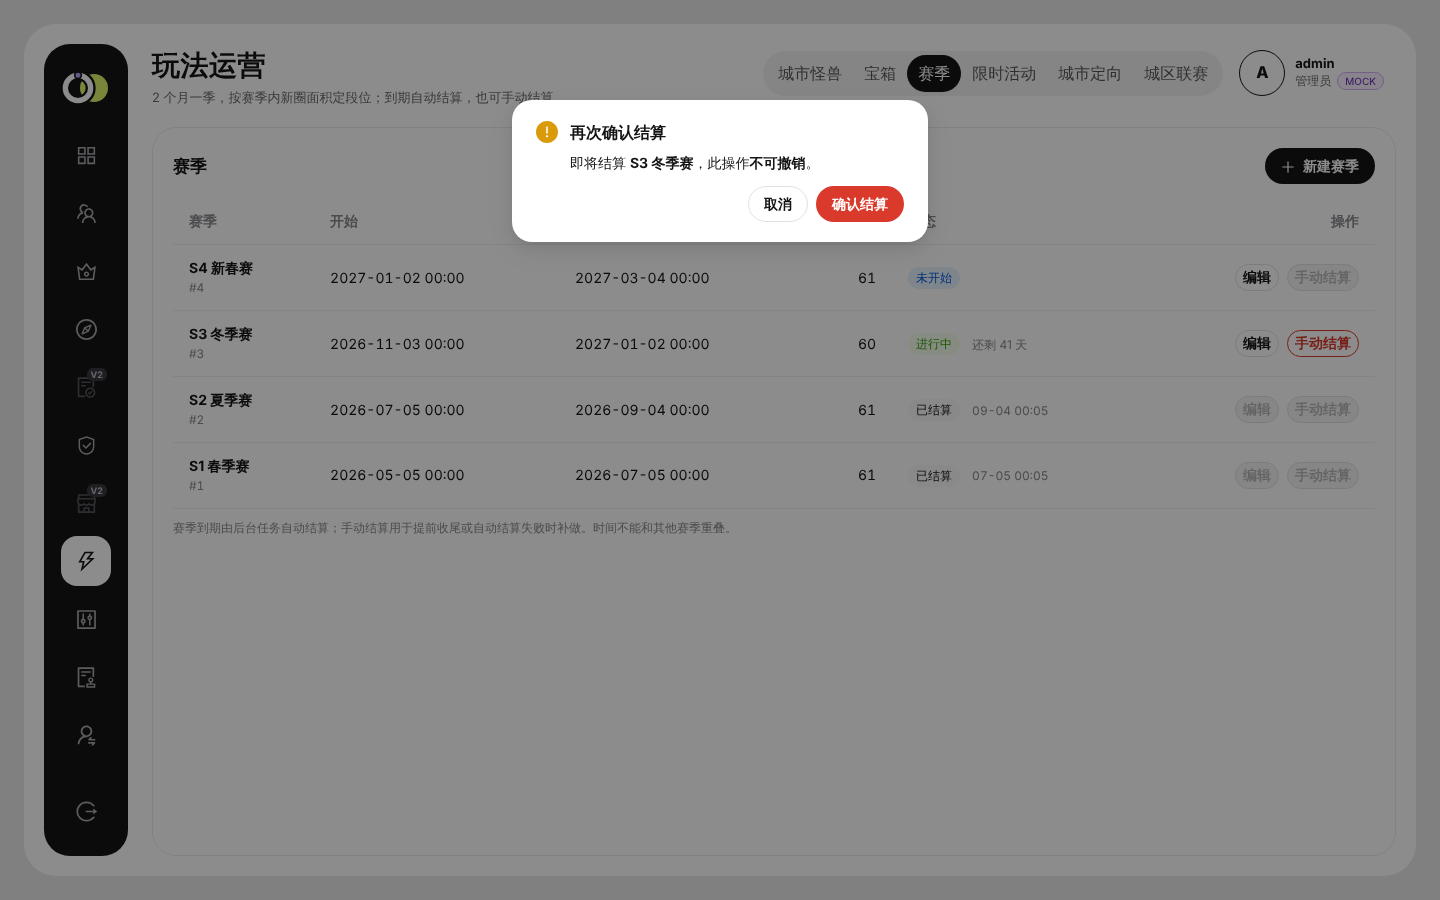 玩法运营
2 个月一季，按赛季内新圈面积定段位；到期自动结算，也可手动结算
城市怪兽 宝箱 赛季 限时活动 城市定向 城区联赛
A
admin
管理员 MOCK
再次确认结算
即将结算 S3 冬季赛，此操作不可撤销。
取消 确认结算
赛季
新建赛季
赛季 开始 态 操作
S4 新春赛
#4
2027-01-02 00:00 2027-03-04 00:00 61 未开始 编辑 手动结算
S3 冬季赛
#3
2026-11-03 00:00 2027-01-02 00:00 60 进行中 还剩 41 天 编辑 手动结算
V2
S2 夏季赛
#2
2026-07-05 00:00 2026-09-04 00:00 61 已结算 09-04 00:05 编辑 手动结算
S1 春季赛
#1
2026-05-05 00:00 2026-07-05 00:00 61 已结算 07-05 00:05 编辑 手动结算
V2
赛季到期由后台任务自动结算；手动结算用于提前收尾或自动结算失败时补做。时间不能和其他赛季重叠。